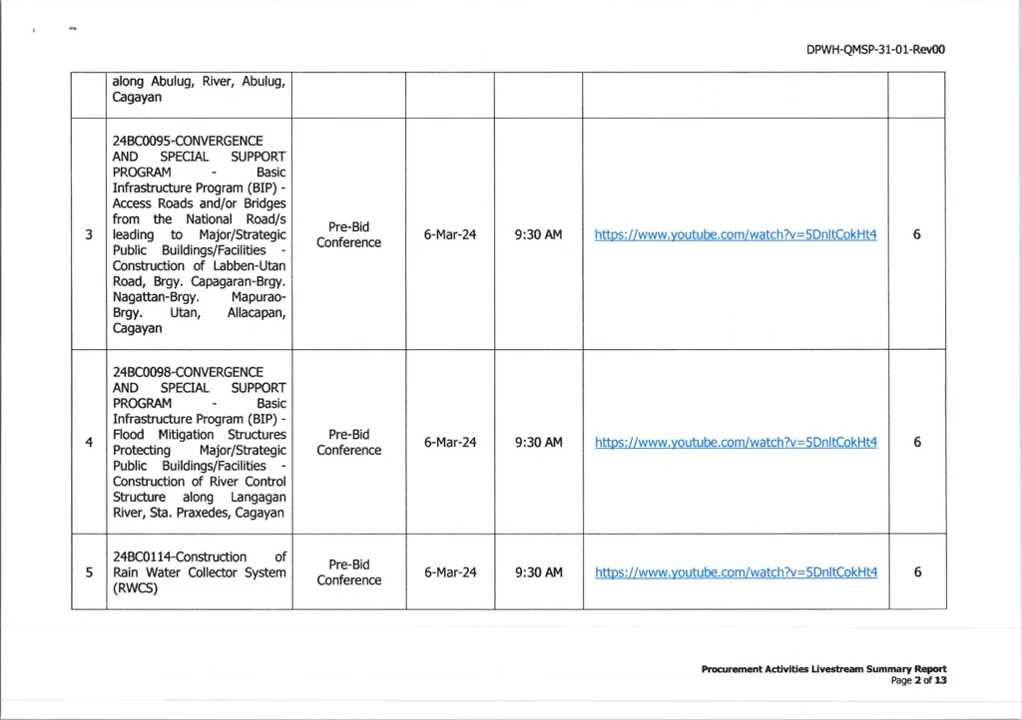 DPWH-QMSP-31-01-Rev00
along Abulug, River, Abulug,
Cagayan
3
24BC0095-CONVERGENCE
AND SPECIAL SUPPORT
PROGRAM - Basic
Infrastructure Program (BIP) -
Access Roads and/or Bridges
from the National Road/s
leading to Major/Strategic
Public Buildings/Facilities -
Construction of Labben-Utan
Road, Brgy. Capagaran-Brgy.
Nagattan-Brgy. Mapurao-
Brgy. Utan, Allacapan,
Cagayan
Pre-Bid
Conference
6-Mar-24
9:30 AM
https://www.youtube.com/watch?v=5DnltCokHt4
6
4
24BC0098-CONVERGENCE
AND SPECIAL SUPPORT
PROGRAM - Basic
Infrastructure Program (BIP) -
Flood Mitigation Structures
Protecting Major/Strategic
Public Buildings/Facilities -
Construction of River Control
Structure along Langagan
River, Sta. Praxedes, Cagayan
Pre-Bid
Conference
6-Mar-24
9:30 AM
https://www.youtube.com/watch?v=5DnltCokHt4
6
5
24BC0114-Construction of
Rain Water Collector System
(RWCS)
Pre-Bid
Conference
6-Mar-24
9:30 AM
https://www.youtube.com/watch?v=5DnltCokHt4
6
Procurement Activities Livestream Summary Report
Page 2 of 13